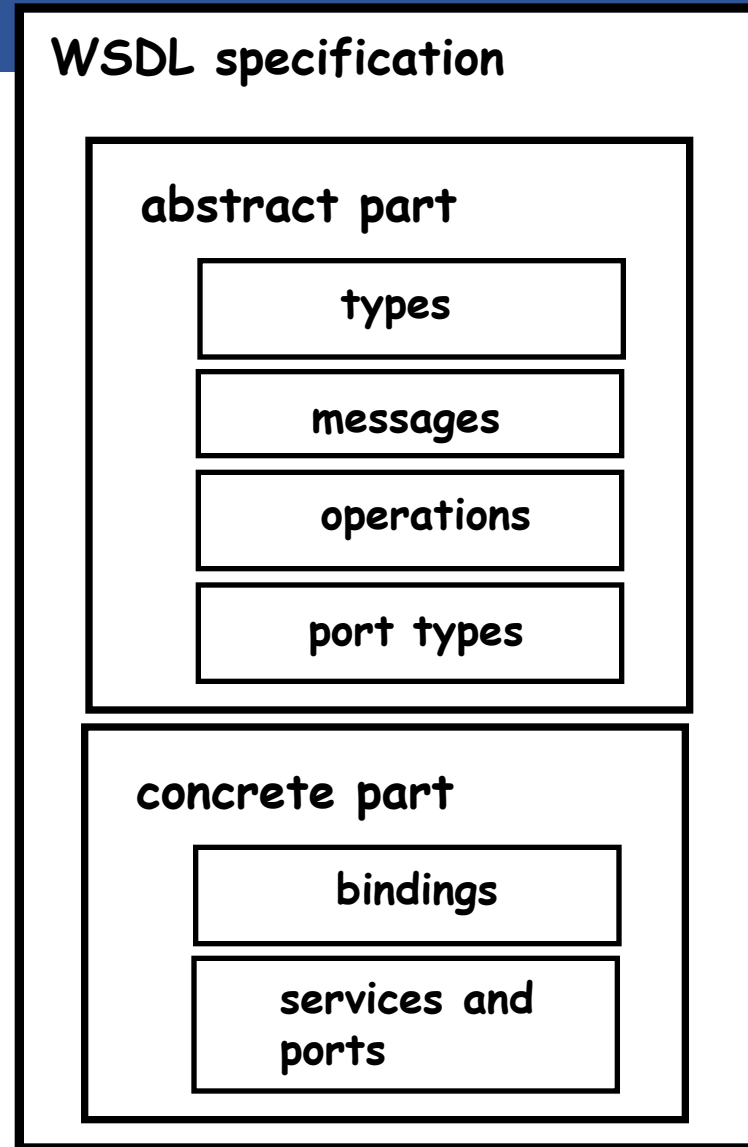 WSDL specification
abstract part
types
messages
operations
port types
concrete part
bindings
services and
ports